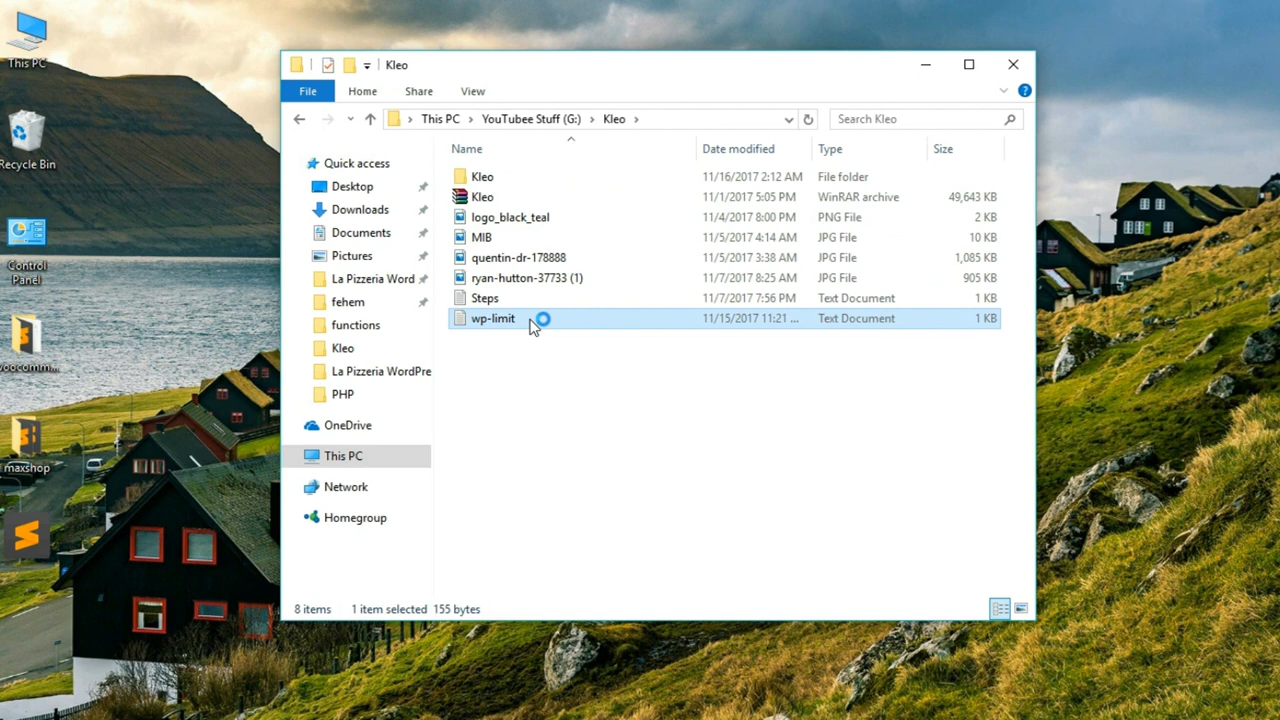 This PC
Recycle Bin
Control
Panel
voocomm...
maxshop
Kleo
File
Home
Share
View
This PC
YouTubee Stuff (G:)
Kleo
Search Kleo
Quick access
Desktop
Downloads
Documents
Pictures
La Pizzeria Word
fehem
functions
Kleo
La Pizzeria WordPre
PHP
OneDrive
This PC
Network
Homegroup
Name Date modified Type Size
Kleo 11/16/2017 2:12 AM File folder
Kleo 11/1/2017 5:05 PM WinRAR archive 49,643 KB
logo_black_teal 11/4/2017 8:00 PM PNG File 2 KB
MIB 11/5/2017 4:14 AM JPG File 10 KB
quentin-dr-178888 11/5/2017 3:38 AM JPG File 1,085 KB
ryan-hutton-37733 (1) 11/7/2017 8:25 AM JPG File 905 KB
Steps 11/7/2017 7:56 PM Text Document 1 KB
wp-limit 11/15/2017 11:21 ... Text Document 1 KB
8 items 1 item selected 155 bytes